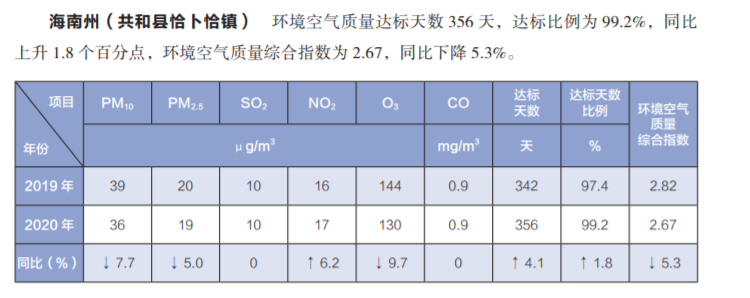 海南州（共和县恰卜恰镇） 环境空气质量达标天数 356 天，达标比例为 99.2%，同比
上升 1.8 个百分点，环境空气质量综合指数为 2.67，同比下降 5.3%。
项目 年份 PM10 PM2.5 SO2 NO2 O3 CO 达标天数 达标天数比例 环境空气质量综合指数
μg/m³ mg/m³ 天 %
2019 年 39 20 10 16 144 0.9 342 97.4 2.82
2020 年 36 19 10 17 130 0.9 356 99.2 2.67
同比（%） ↓7.7 ↓5.0 0 ↑6.2 ↓9.7 0 ↑4.1 ↑1.8 ↓5.3